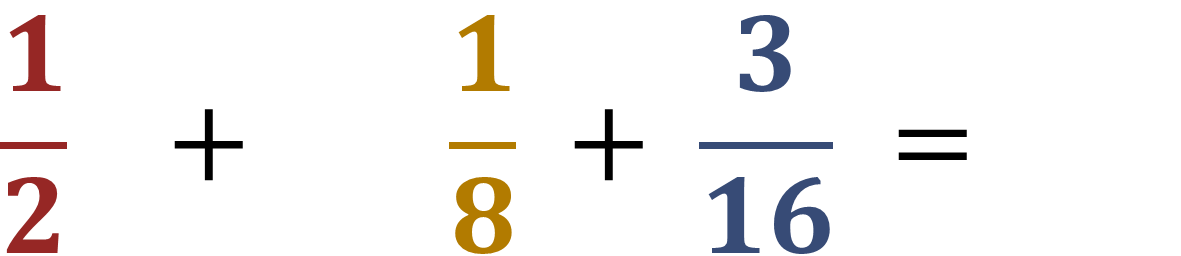 1/2 + 1/8 + 3/16 =